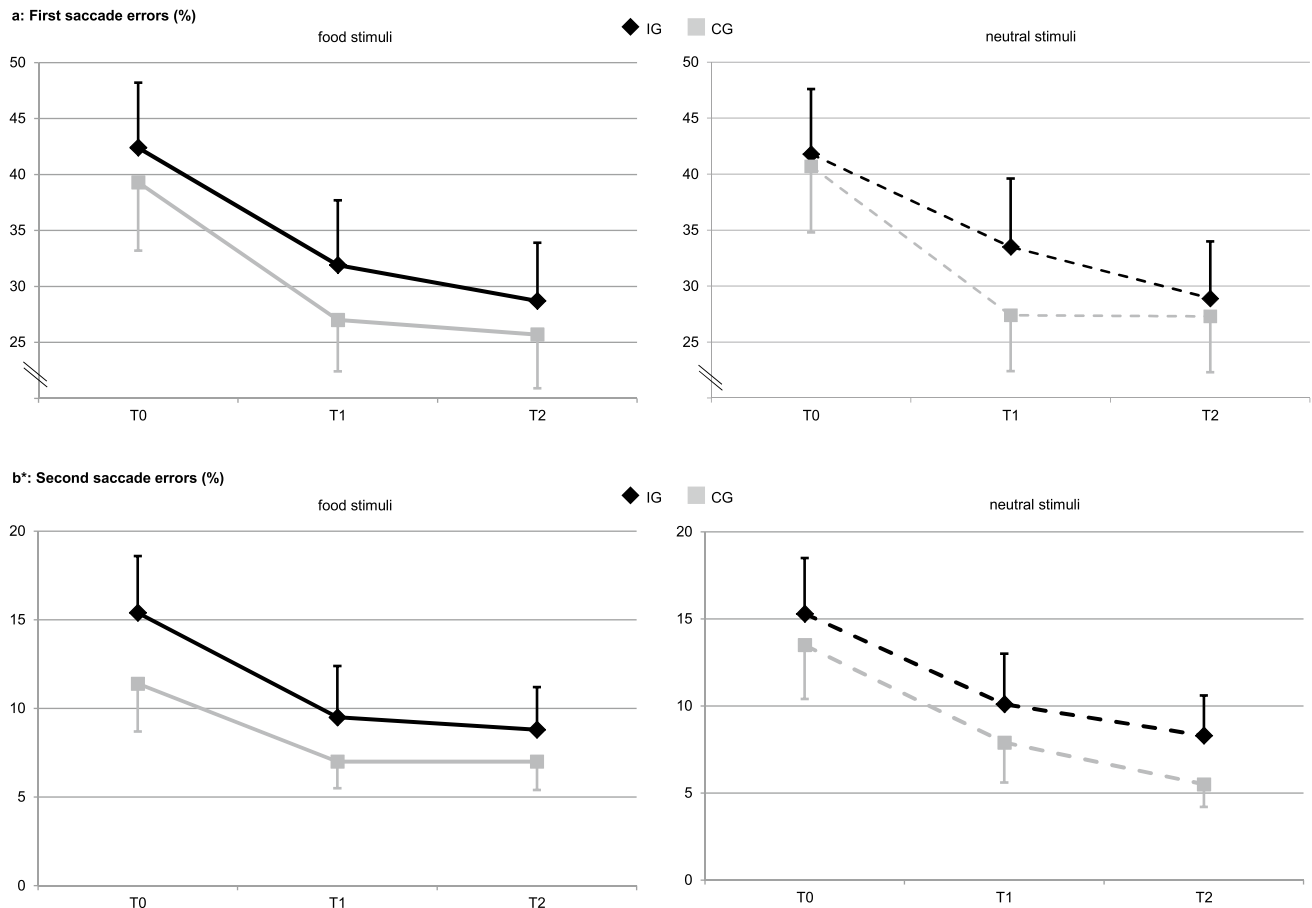 a: First saccade errors (%)
food stimuli
IG CG
neutral stimuli
50
45
40
35
30
25
T0 T1 T2
50
45
40
35
30
25
T0 T1 T2
b*: Second saccade errors (%)
food stimuli
IG CG
neutral stimuli
20
15
10
5
0
T0 T1 T2
20
15
10
5
0
T0 T1 T2